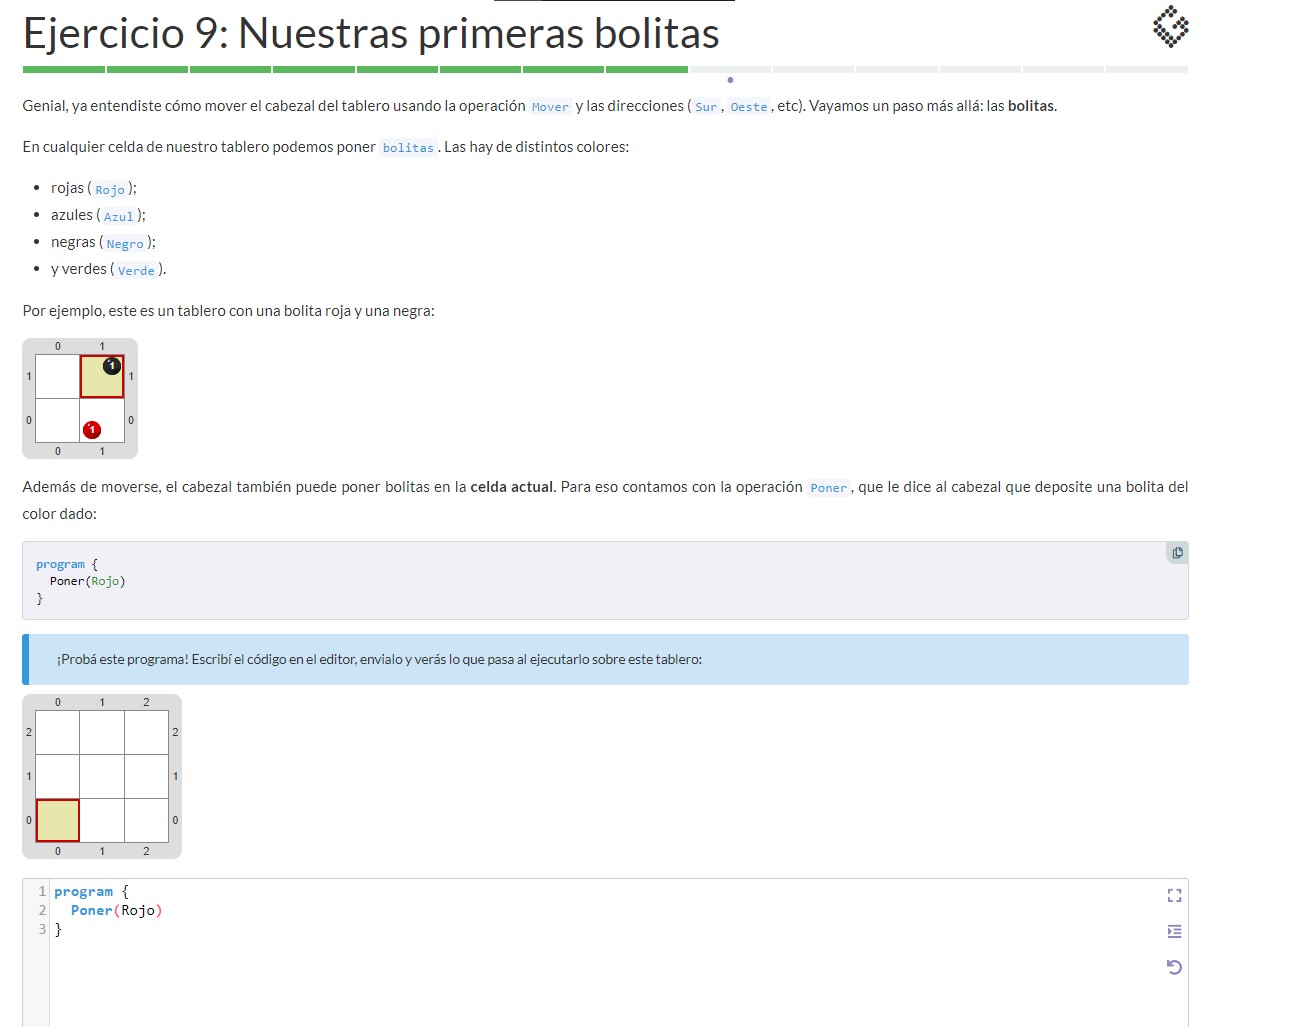 Ejercicio 9: Nuestras primeras bolitas
Genial, ya entendiste cómo mover el cabezal del tablero usando la operación Mover y las direcciones ( Sur , Oeste , etc). Vayamos un paso más allá: las bolitas.
En cualquier celda de nuestro tablero podemos poner bolitas . Las hay de distintos colores:
• rojas ( Rojo );
• azules ( Azul );
• negras ( Negro );
• y verdes ( Verde ).
Por ejemplo, este es un tablero con una bolita roja y una negra:
0 1
1 1 1
0 1 0
0 1
Además de moverse, el cabezal también puede poner bolitas en la celda actual. Para eso contamos con la operación Poner , que le dice al cabezal que deposite una bolita del
color dado:
program {
Poner(Rojo)
}
¡Probá este programa! Escribí el código en el editor, envialo y verás lo que pasa al ejecutarlo sobre este tablero:
0 1 2
2 2
1 1
0 0
0 1 2
1 program {
2 Poner(Rojo)
3 }